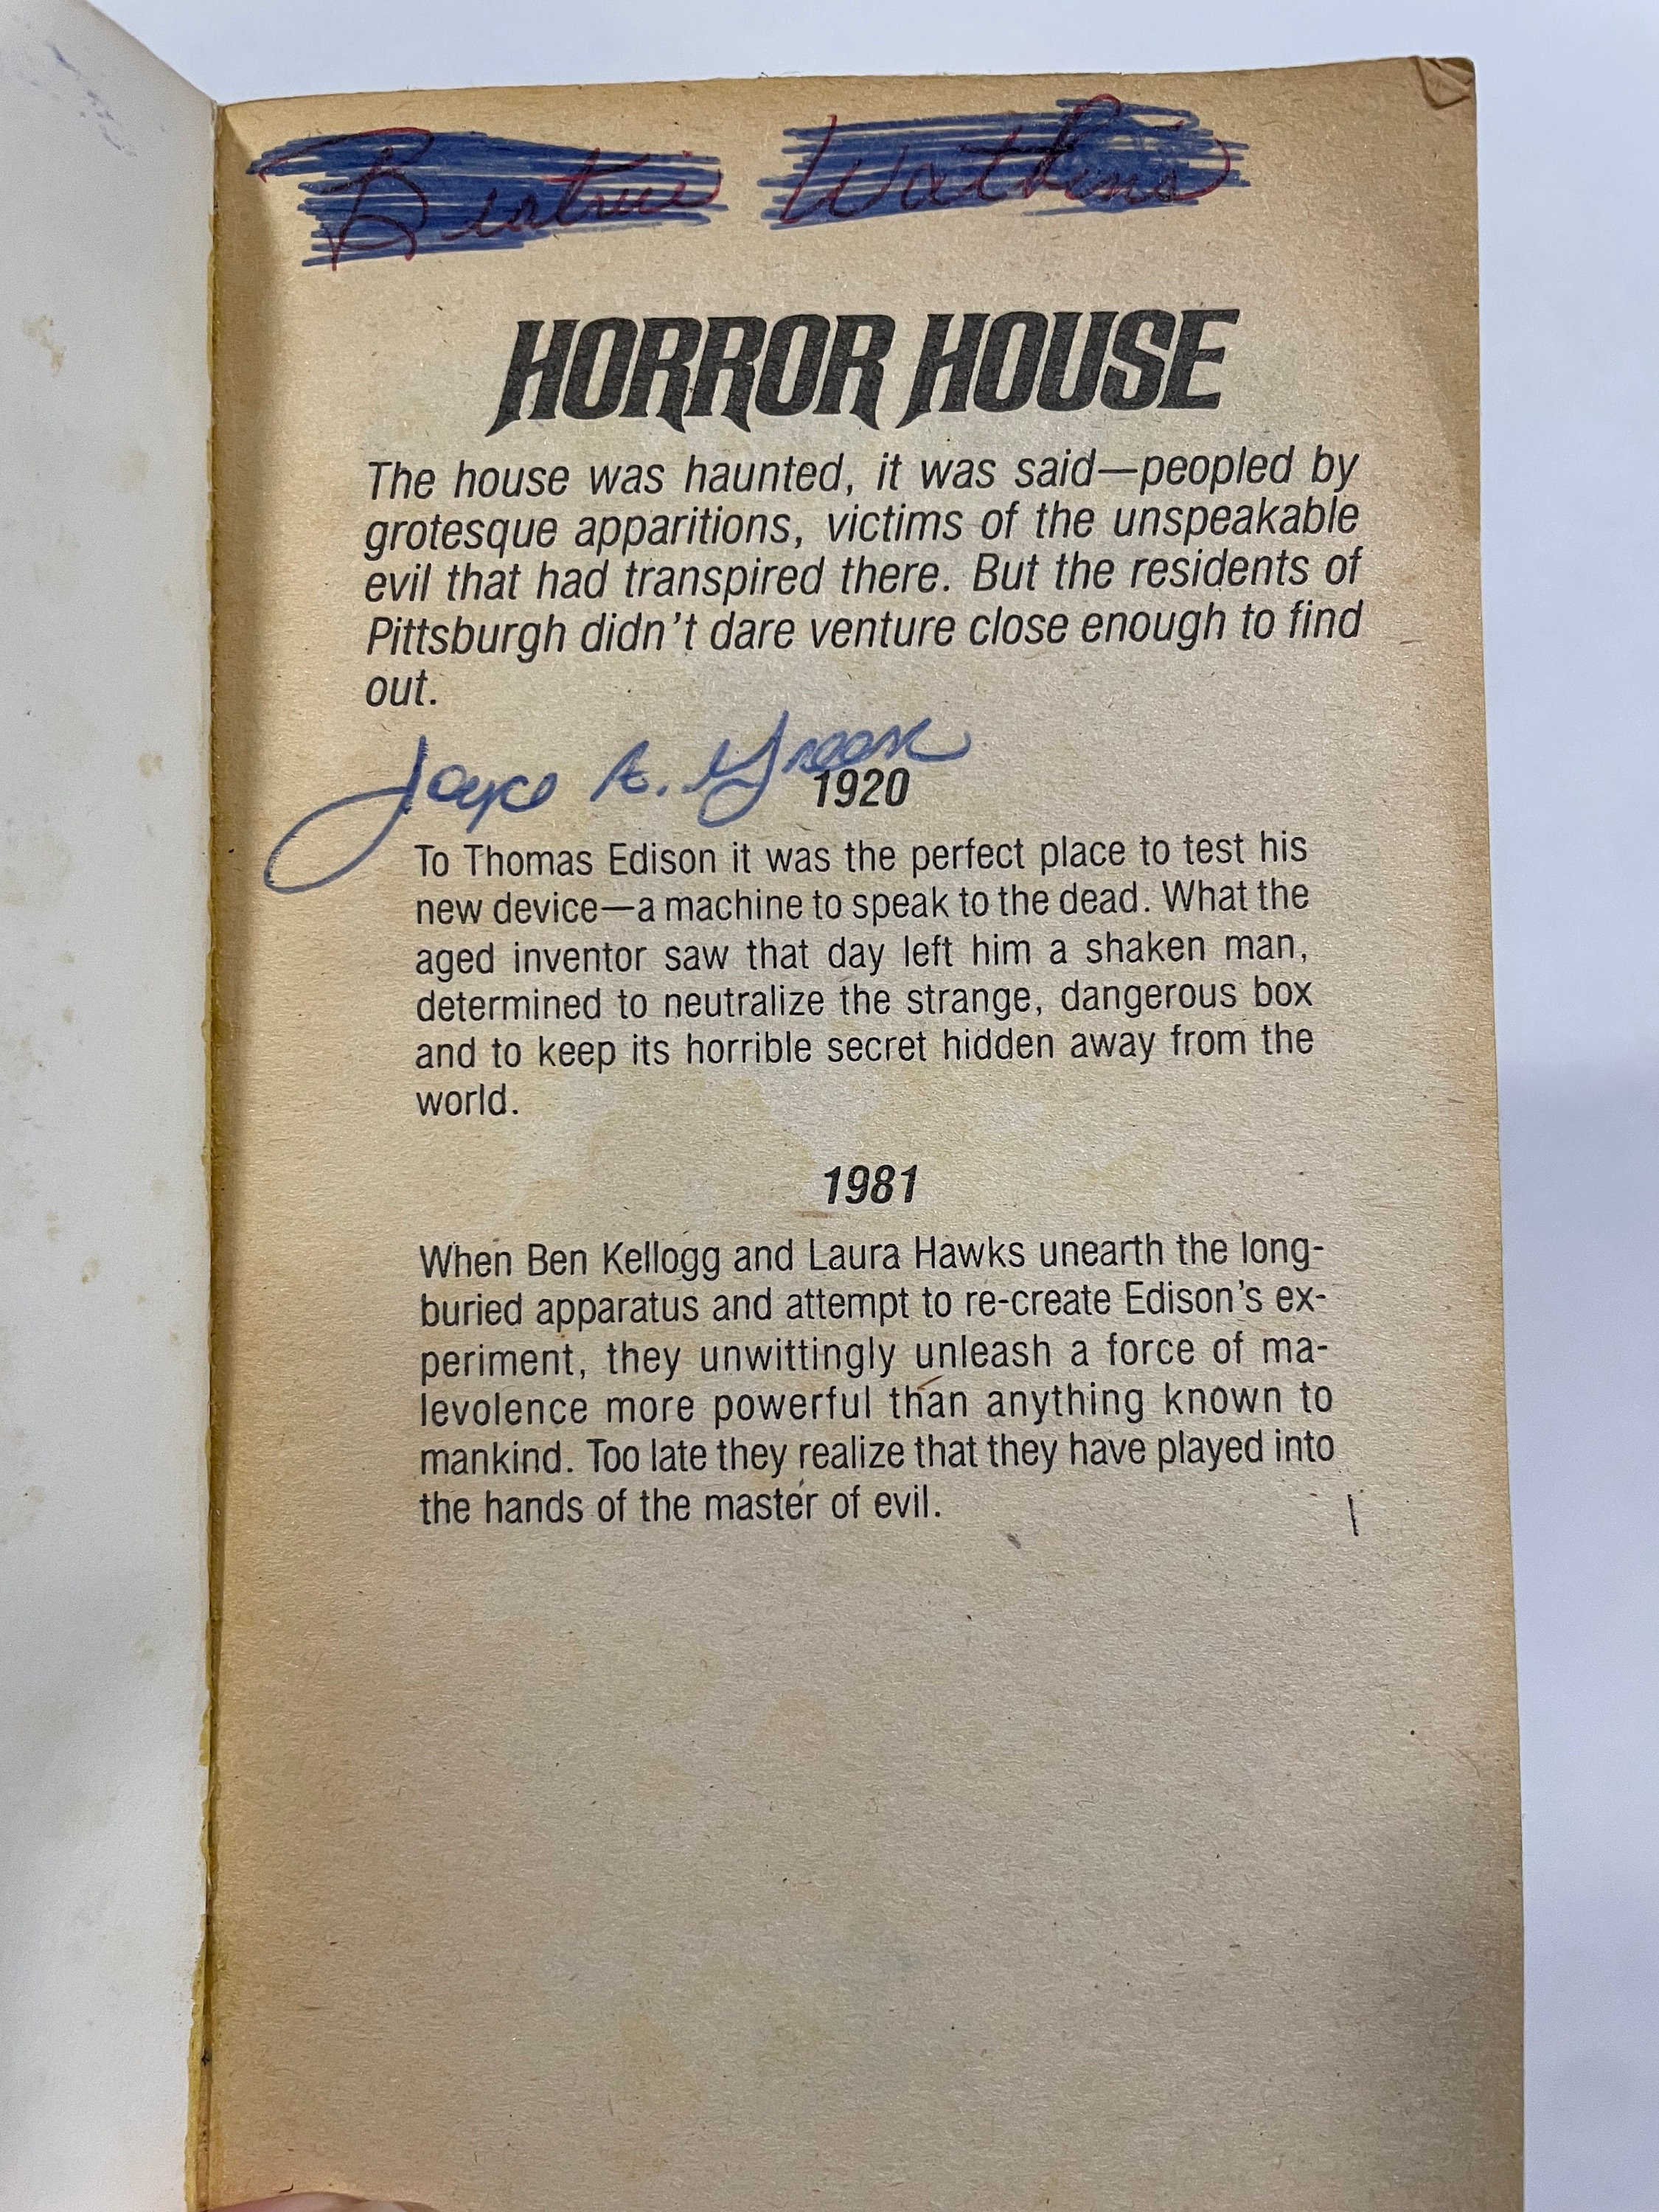 Beatrice Watkins
HORROR HOUSE
The house was haunted, it was said—peopled by
grotesque apparitions, victims of the unspeakable
evil that had transpired there. But the residents of
Pittsburgh didn't dare venture close enough to find
out.
Joyce A. Green
1920
To Thomas Edison it was the perfect place to test his
new device—a machine to speak to the dead. What the
aged inventor saw that day left him a shaken man,
determined to neutralize the strange, dangerous box
and to keep its horrible secret hidden away from the
world.
1981
When Ben Kellogg and Laura Hawks unearth the long-
buried apparatus and attempt to re-create Edison's ex-
periment, they unwittingly unleash a force of ma-
levolence more powerful than anything known to
mankind. Too late they realize that they have played into
the hands of the master of evil.